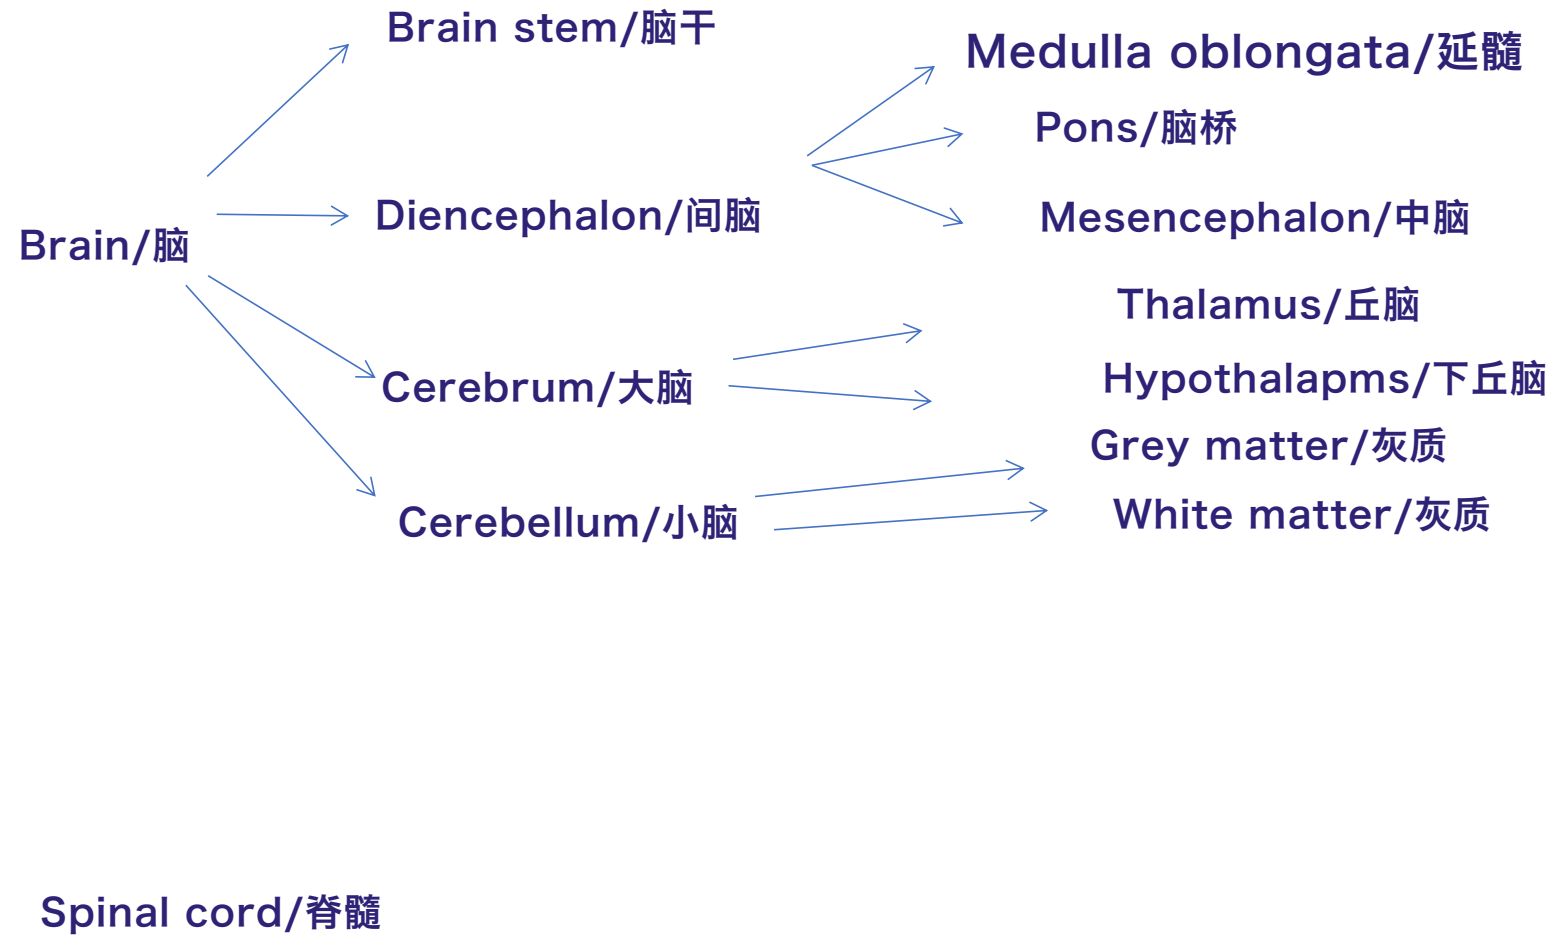 Brain stem/脑干
Medulla oblongata/延髓
Pons/脑桥
Diencephalon/间脑
Mesencephalon/中脑
Brain/脑
Thalamus/丘脑
Cerebrum/大脑
Hypothalapms/下丘脑
Grey matter/灰质
Cerebellum/小脑
White matter/灰质
Spinal cord/脊髓